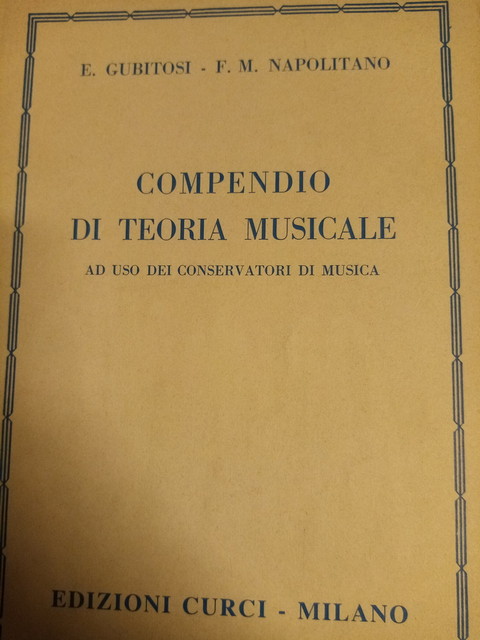 E. GUBITOSI - F. M. NAPOLITANO
COMPENDIO
DI TEORIA MUSICALE
AD USO DEI CONSERVATORI DI MUSICA
EDIZIONI CURCI - MILANO